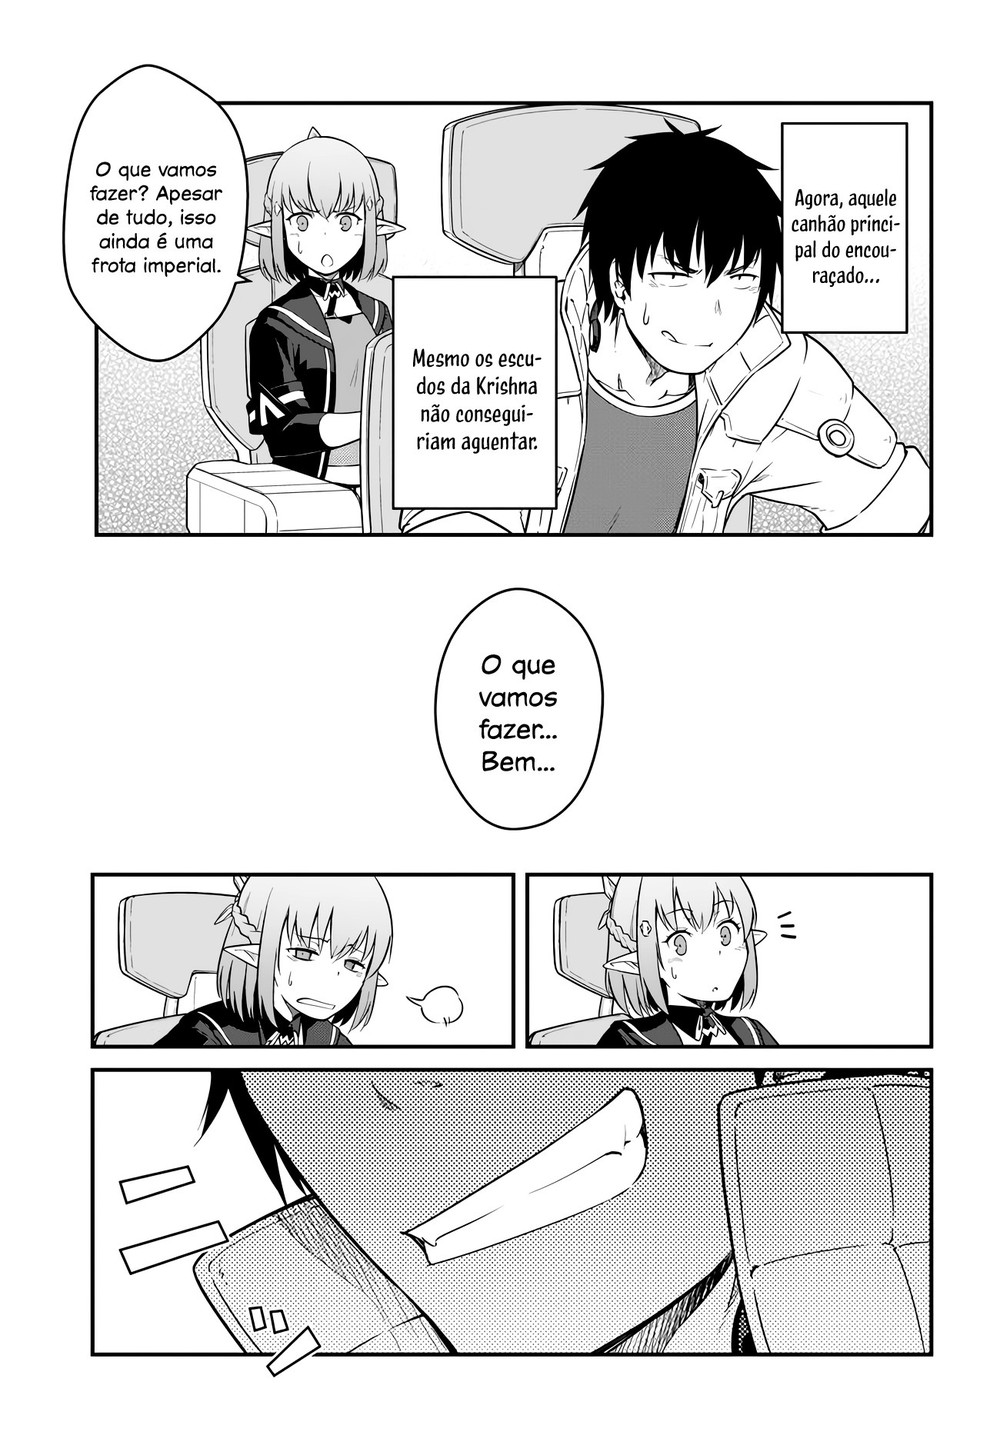 Agora, aquele
canhão princi-
pal do encou-
raçado...
Mesmo os escu-
dos da Krishna
não consegui-
riam aguentar.
O que vamos
fazer? Apesar
de tudo, isso
ainda é uma
frota imperial.
O que
vamos
fazer...
Bem...